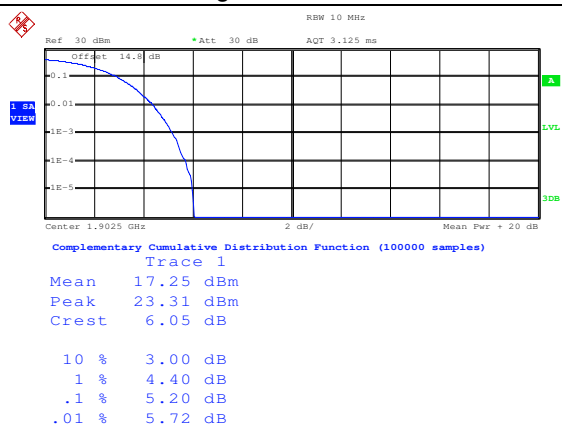 RBW 10 MHz
Ref 30 dBm *Att 30 dB AQT 3.125 ms
Offset 14.8 dB
0.1
A
1 SA
VIEW
0.01
LVL
1E-3
1E-4
1E-5
3DB
Center 1.9025 GHz 2 dB/ Mean Pwr + 20 dB
Complementary Cumulative Distribution Function (100000 samples)
Trace 1
Mean 17.25 dBm
Peak 23.31 dBm
Crest 6.05 dB
10 % 3.00 dB
1 % 4.40 dB
.1 % 5.20 dB
.01 % 5.72 dB